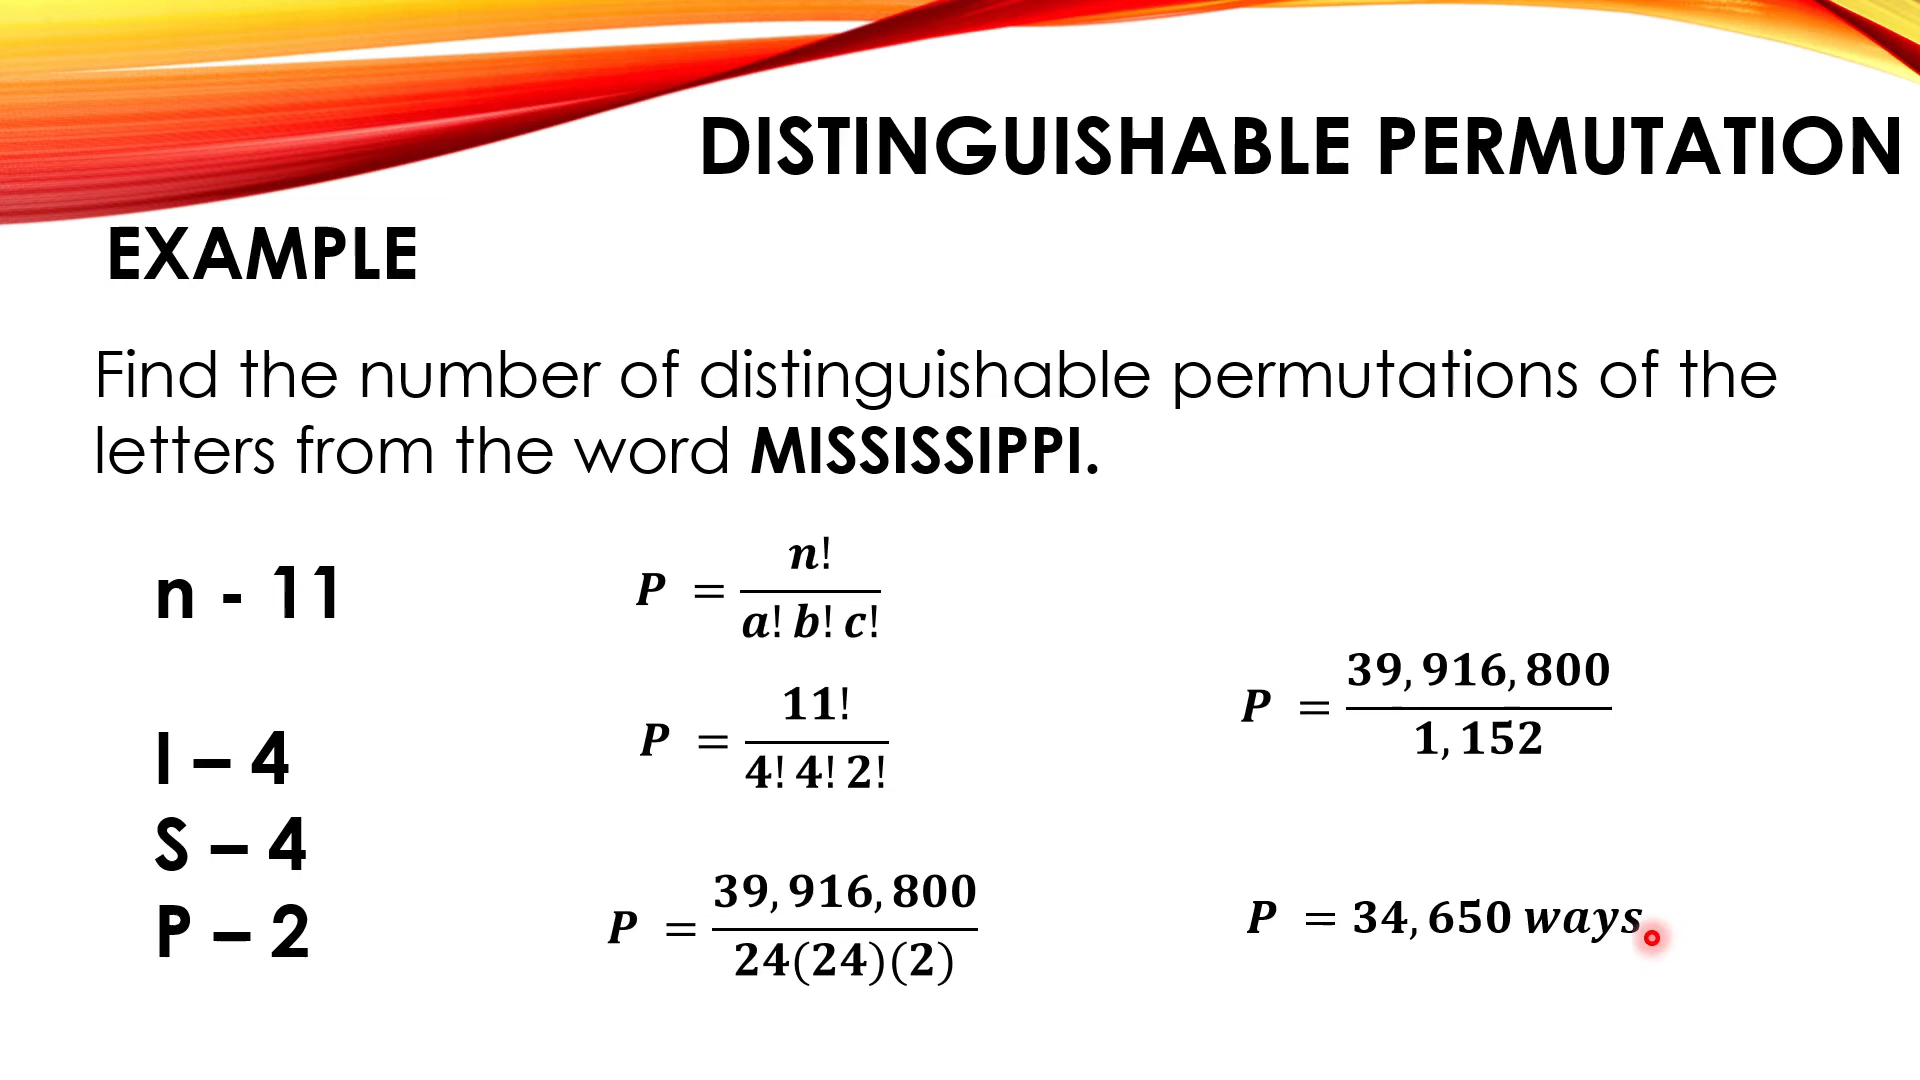 DISTINGUISHABLE PERMUTATION
EXAMPLE
Find the number of distinguishable permutations of the
letters from the word MISSISSIPPI.
n - 11
I – 4
S – 4
P – 2
P = n! / a! b! c!
P = 11! / 4! 4! 2!
P = 39,916,800 / 24(24)(2)
P = 39,916,800 / 1,152
P = 34,650 ways